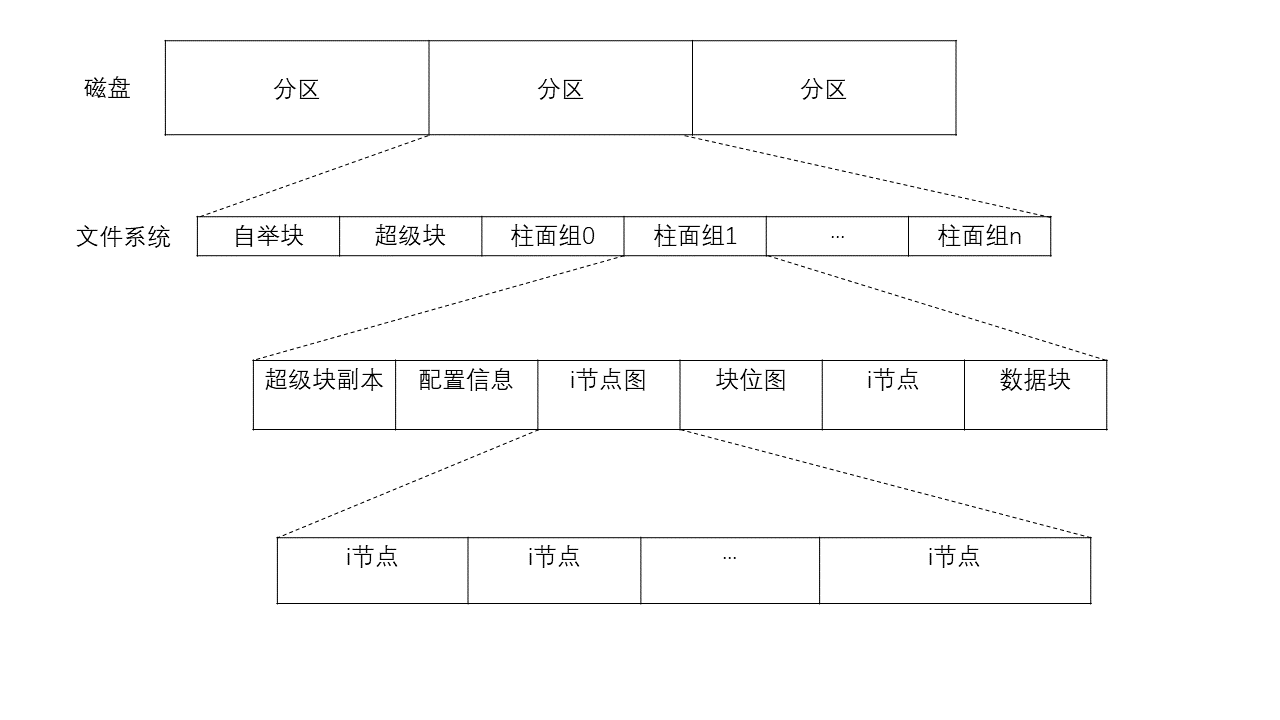 磁盘 分区 分区 分区
文件系统 自举块 超级块 柱面组0 柱面组1 ... 柱面组n
超级块副本 配置信息 i节点图 块位图 i节点 数据块
i节点 i节点 ... i节点